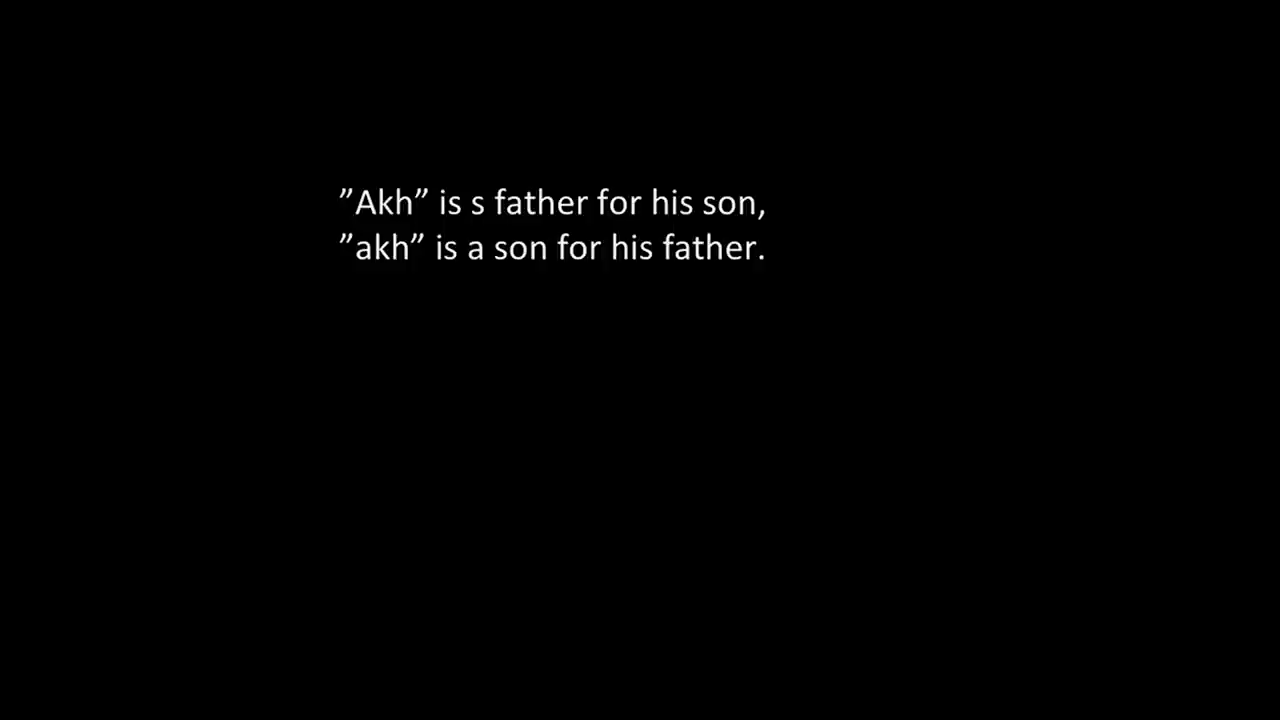 ”Akh” is s father for his son,
”akh” is a son for his father.